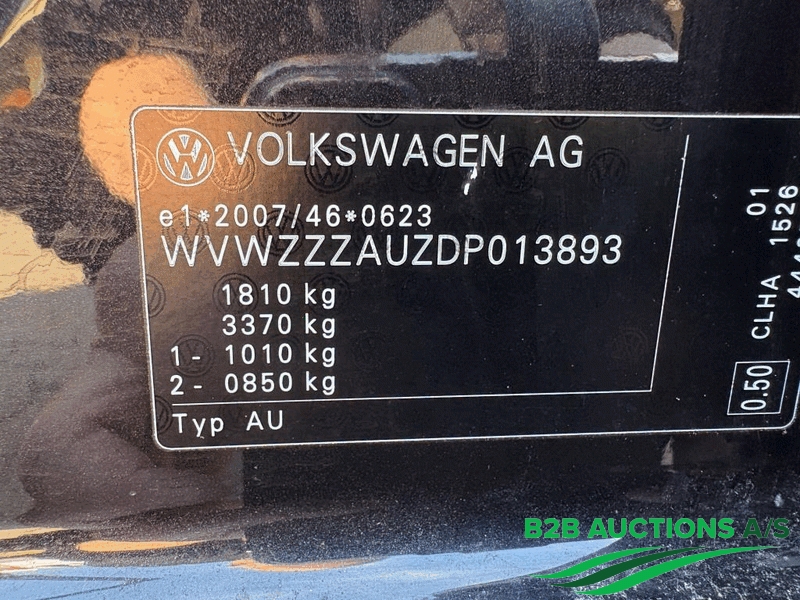 VOLKSWAGEN AG
e1*2007/46*0623
WVWZZZAUZDP013893
1810 kg
3370 kg
1- 1010 kg
2- 0850 kg
Typ AU
01
CLHA 1526
0.50
B2B AUCTIONS A/S